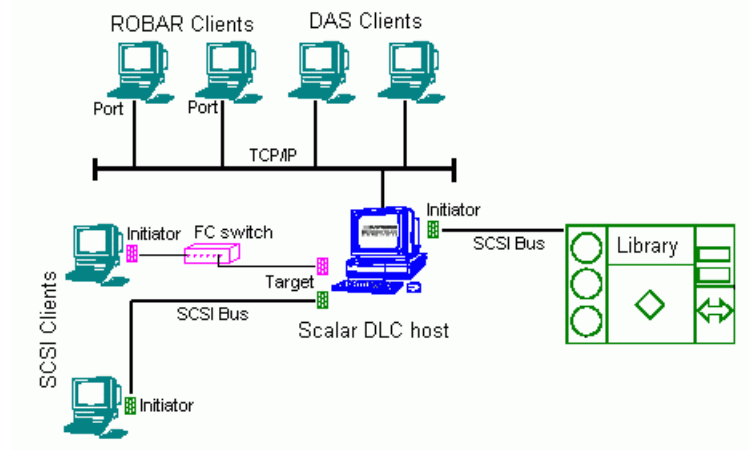 ROBAR Clients
DAS Clients
Port
Port
TCP/IP
Initiator
SCSI Bus
Library
Initiator
FC switch
Target
SCSI Bus
Scalar DLC host
SCSI Clients
Initiator